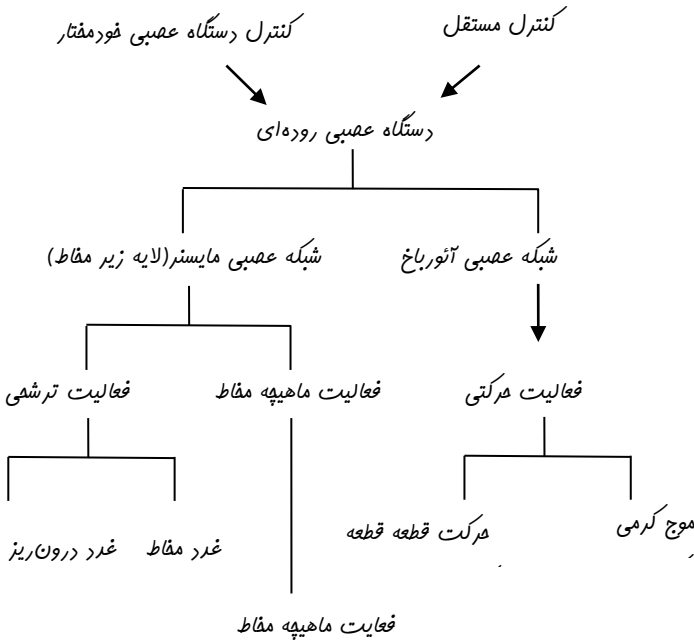 کنترل مستقل
کنترل دستگاه عصبی خودمختار
دستگاه عصبی روده‌ای
شبکه عصبی آئورباخ
شبکه عصبی مایسنر(لایه زیر مخاط)
فعالیت حرکتی
فعالیت ماهیچه مخاط
فعالیت ترشحی
موج کرمی
حرکت قطعه قطعه
غدد مخاط
غدد درون‌ریز
فعایت ماهیچه مخاط